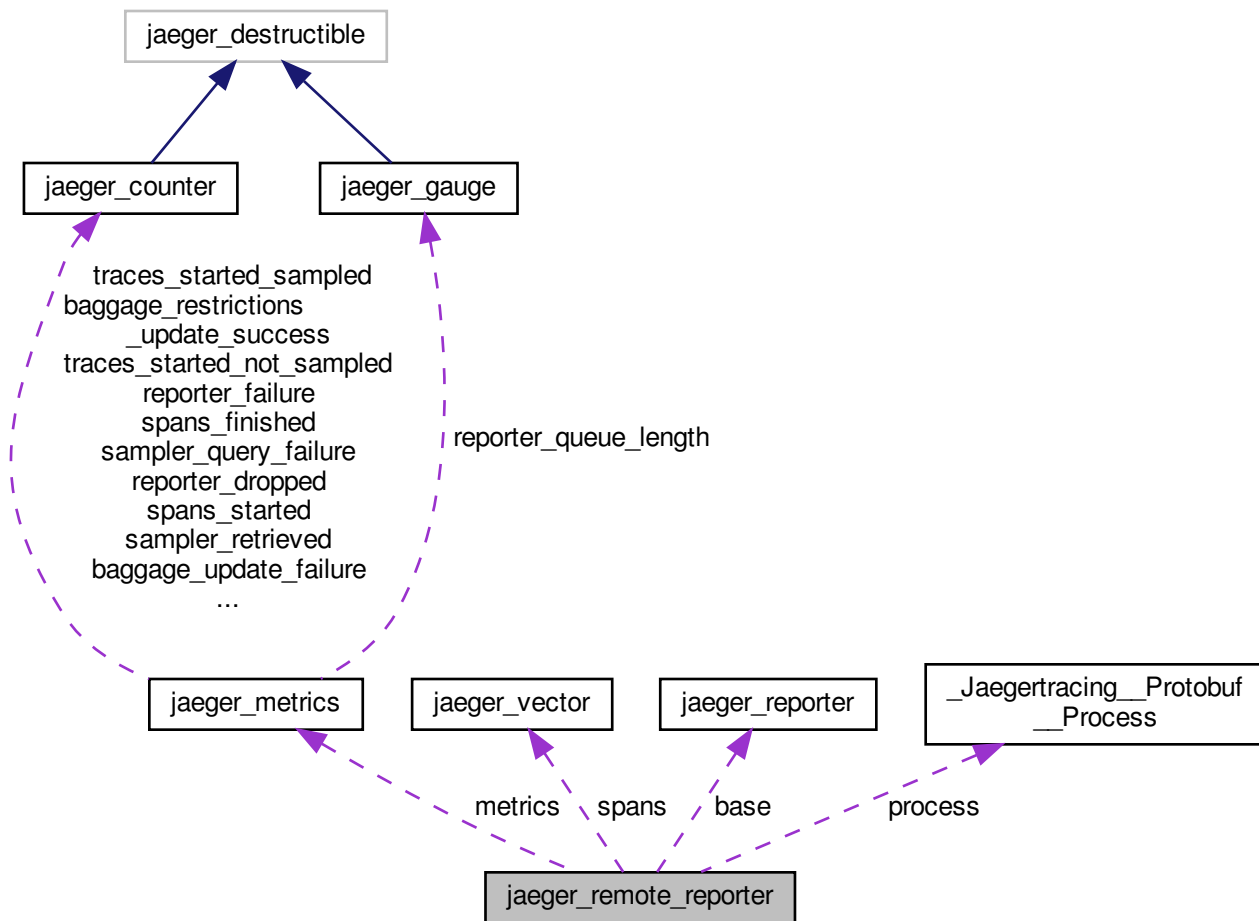 jaeger_destructible
jaeger_counter
jaeger_gauge
traces_started_sampled
baggage_restrictions
_update_success
traces_started_not_sampled
reporter_failure
spans_finished
sampler_query_failure
reporter_dropped
spans_started
sampler_retrieved
baggage_update_failure
...
reporter_queue_length
jaeger_metrics
jaeger_vector
jaeger_reporter
_Jaegertracing__Protobuf
__Process
metrics
spans
base
process
jaeger_remote_reporter